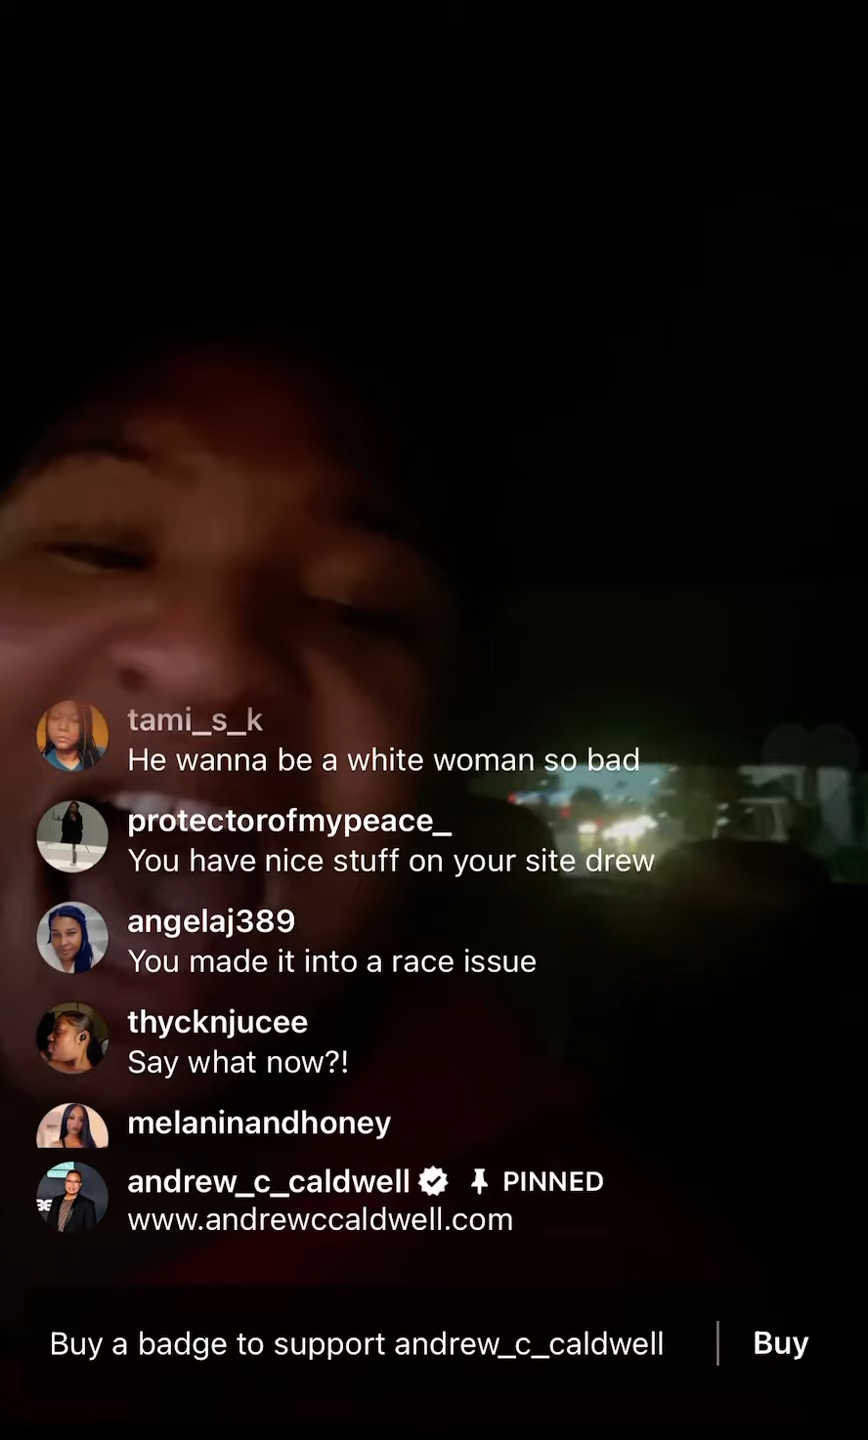 tami_s_k
He wanna be a white woman so bad
protectorofmypeace_
You have nice stuff on your site drew
angelaj389
You made it into a race issue
thycknjucee
Say what now?!
melaninandhoney
andrew_c_caldwell PINNED
www.andrewccaldwell.com
Buy a badge to support andrew_c_caldwell | Buy